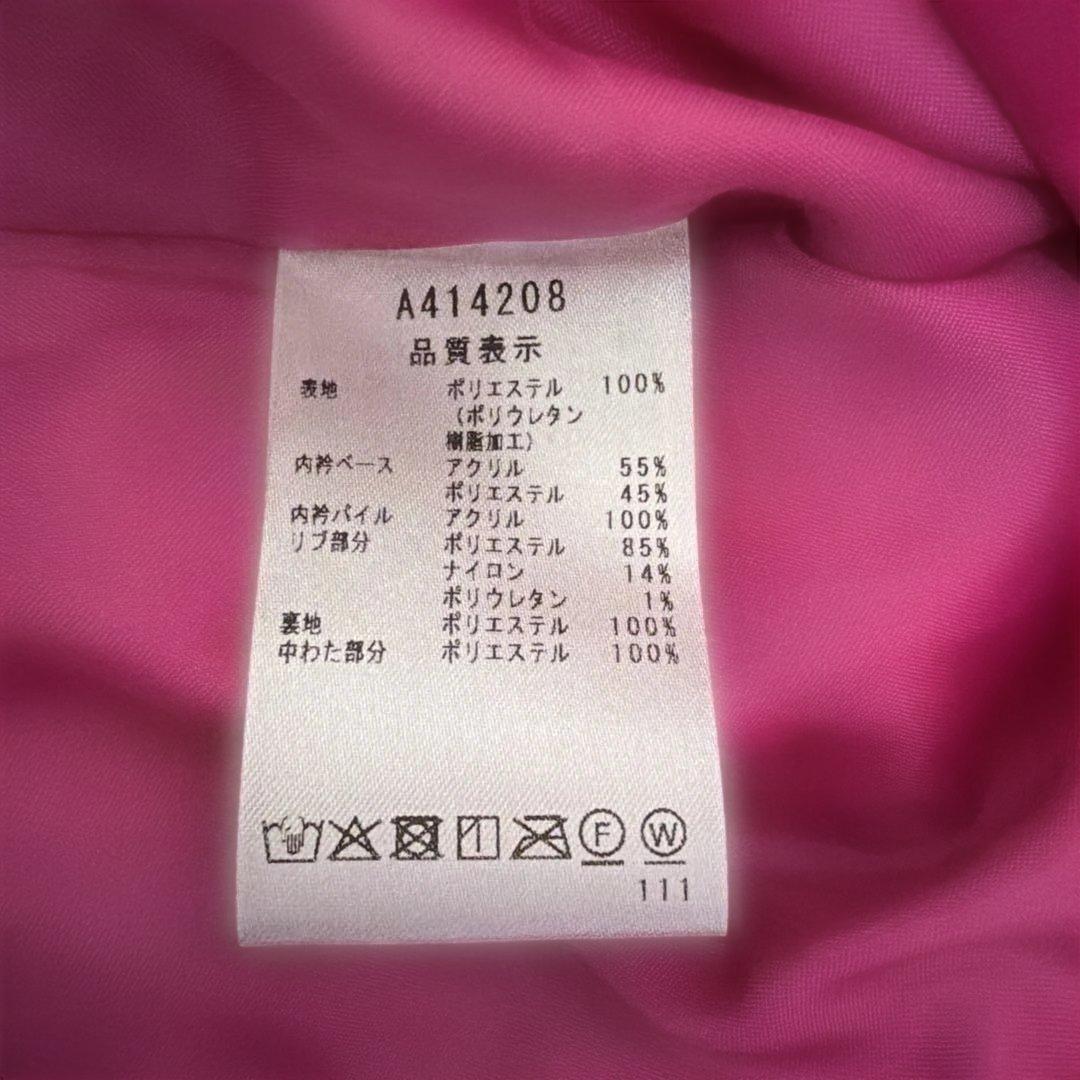 A414208
品質表示
表地 ポリエステル 100%
(ポリウレタン
樹脂加工)
内衿ベース アクリル 55%
ポリエステル 45%
内衿パイル アクリル 100%
リブ部分 ポリエステル 85%
ナイロン 14%
ポリウレタン 1%
裏地 ポリエステル 100%
中わた部分 ポリエステル 100%
F W
111